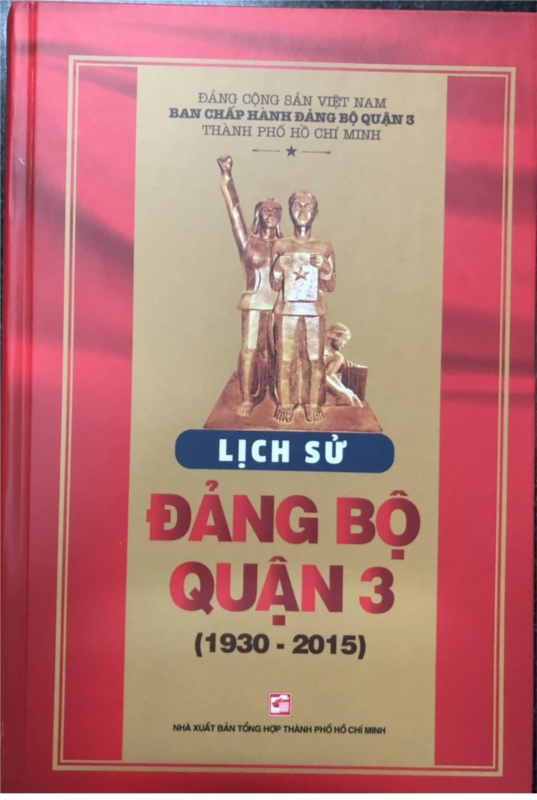 ĐẢNG CỘNG SẢN VIỆT NAM
BAN CHẤP HÀNH ĐẢNG BỘ QUẬN 3
THÀNH PHỐ HỒ CHÍ MINH
LỊCH SỬ
ĐẢNG BỘ
QUẬN 3
(1930 - 2015)
NHÀ XUẤT BẢN TỔNG HỢP THÀNH PHỐ HỒ CHÍ MINH